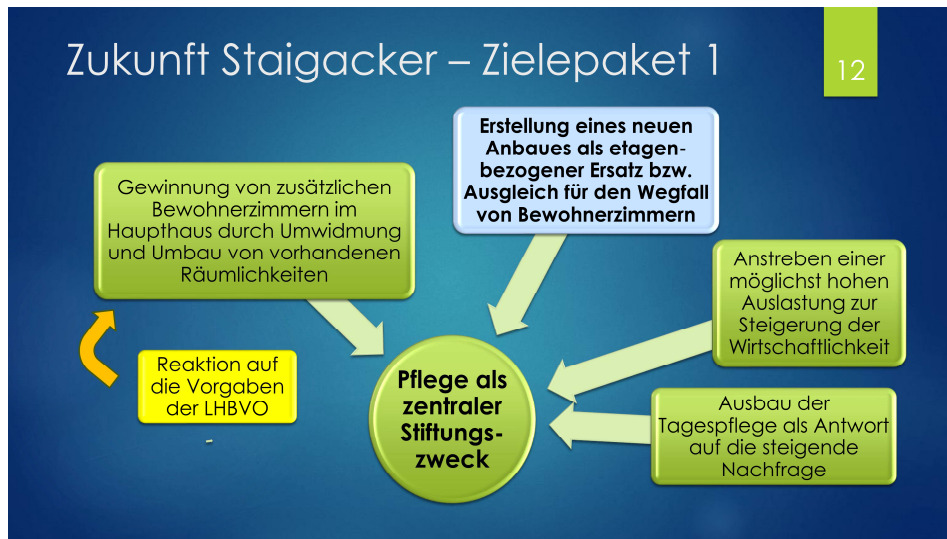 Zukunft Staigacker – Zielepaket 1
12
Erstellung eines neuen
Anbaues als etagen-
bezogener Ersatz bzw.
Ausgleich für den Wegfall
von Bewohnerzimmern
Gewinnung von zusätzlichen
Bewohnerzimmern im
Haupthaus durch Umwidmung
und Umbau von vorhandenen
Räumlichkeiten
Anstreben einer
möglichst hohen
Auslastung zur
Steigerung der
Wirtschaftlichkeit
Reaktion auf
die Vorgaben
der LHBVO
-
Pflege als
zentraler
Stiftungs-
zweck
Ausbau der
Tagespflege als Antwort
auf die steigende
Nachfrage